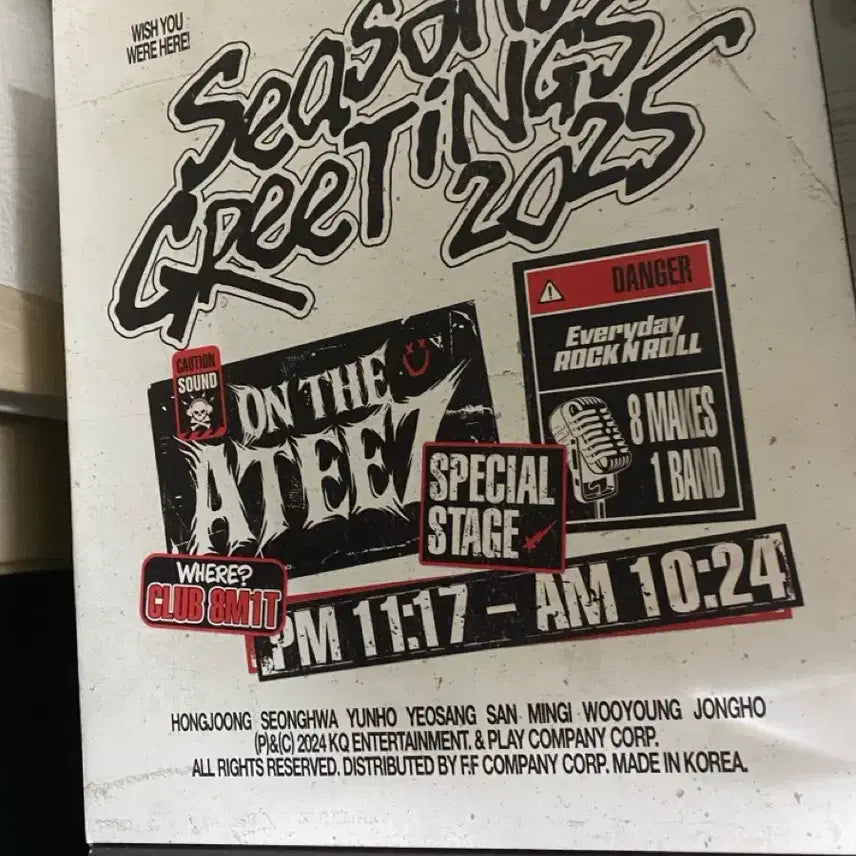 WISH YOU
WERE HERE!
SeASONS
GReeTiNGS
2025
DANGER
Everyday
ROCK N ROLL
8 MAKES
1 BAND
CAUTION
SOUND
ON THE
ATEEZ
SPECIAL
STAGE
WHERE?
CLUB 8M1T
PM 11:17 – AM 10:24
HONGJOONG SEONGHWA YUNHO YEOSANG SAN MINGI WOOYOUNG JONGHO
(P)&(C) 2024 KQ ENTERTAINMENT. & PLAY COMPANY CORP.
ALL RIGHTS RESERVED. DISTRIBUTED BY F.F COMPANY CORP. MADE IN KOREA.